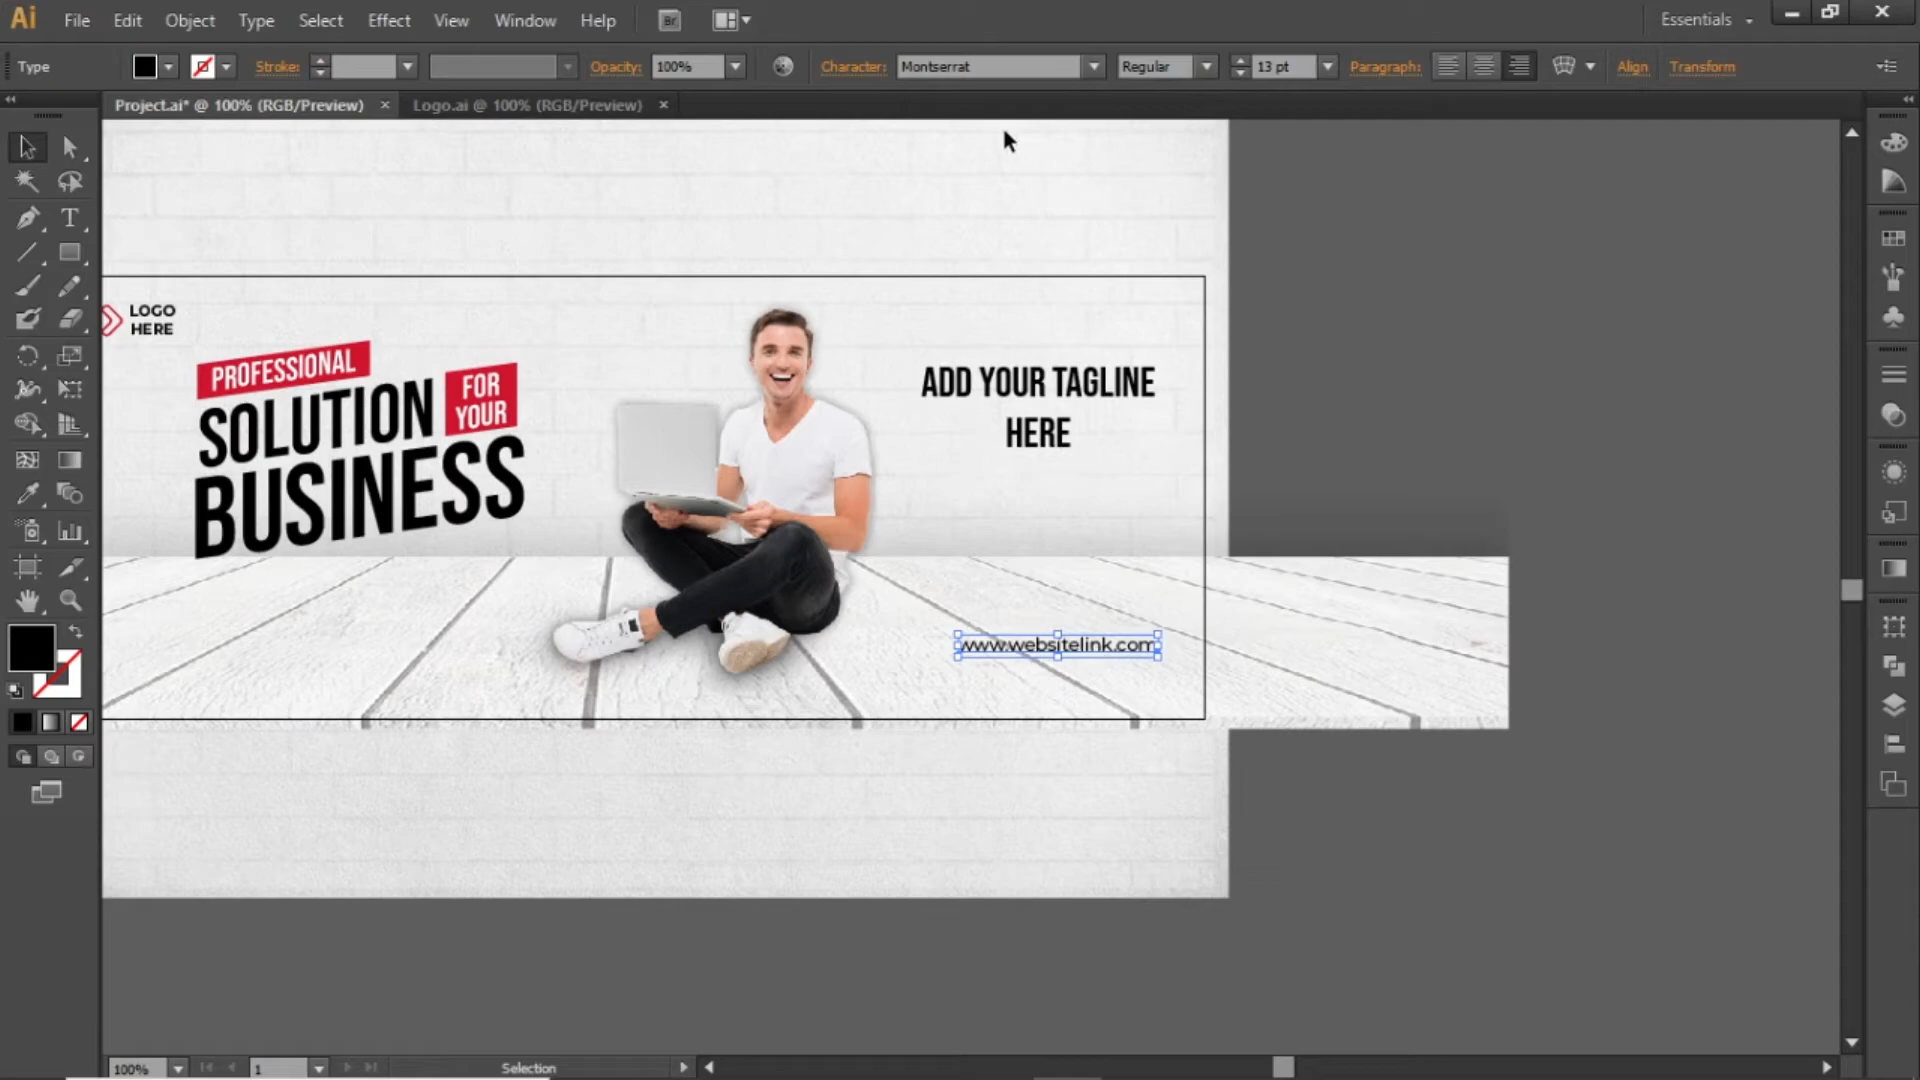 Ai File Edit Object Type Select Effect View Window Help Br Essentials
Type Stroke: Opacity: 100% Character: Montserrat Regular 13 pt Paragraph: Align Transform
Project.ai* @ 100% (RGB/Preview) × Logo.ai @ 100% (RGB/Preview) ×
LOGO
HERE
PROFESSIONAL
SOLUTION
FOR
YOUR
BUSINESS
ADD YOUR TAGLINE
HERE
www.websitelink.com
100% 1 Selection